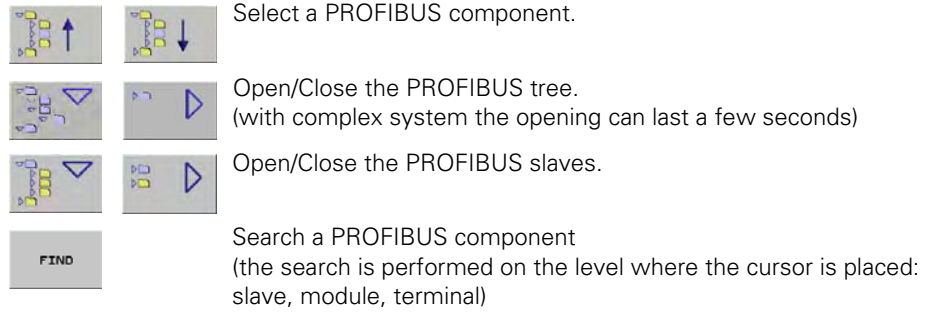 Select a PROFIBUS component.
Open/Close the PROFIBUS tree.
(with complex system the opening can last a few seconds)
Open/Close the PROFIBUS slaves.
FIND
Search a PROFIBUS component
(the search is performed on the level where the cursor is placed:
slave, module, terminal)